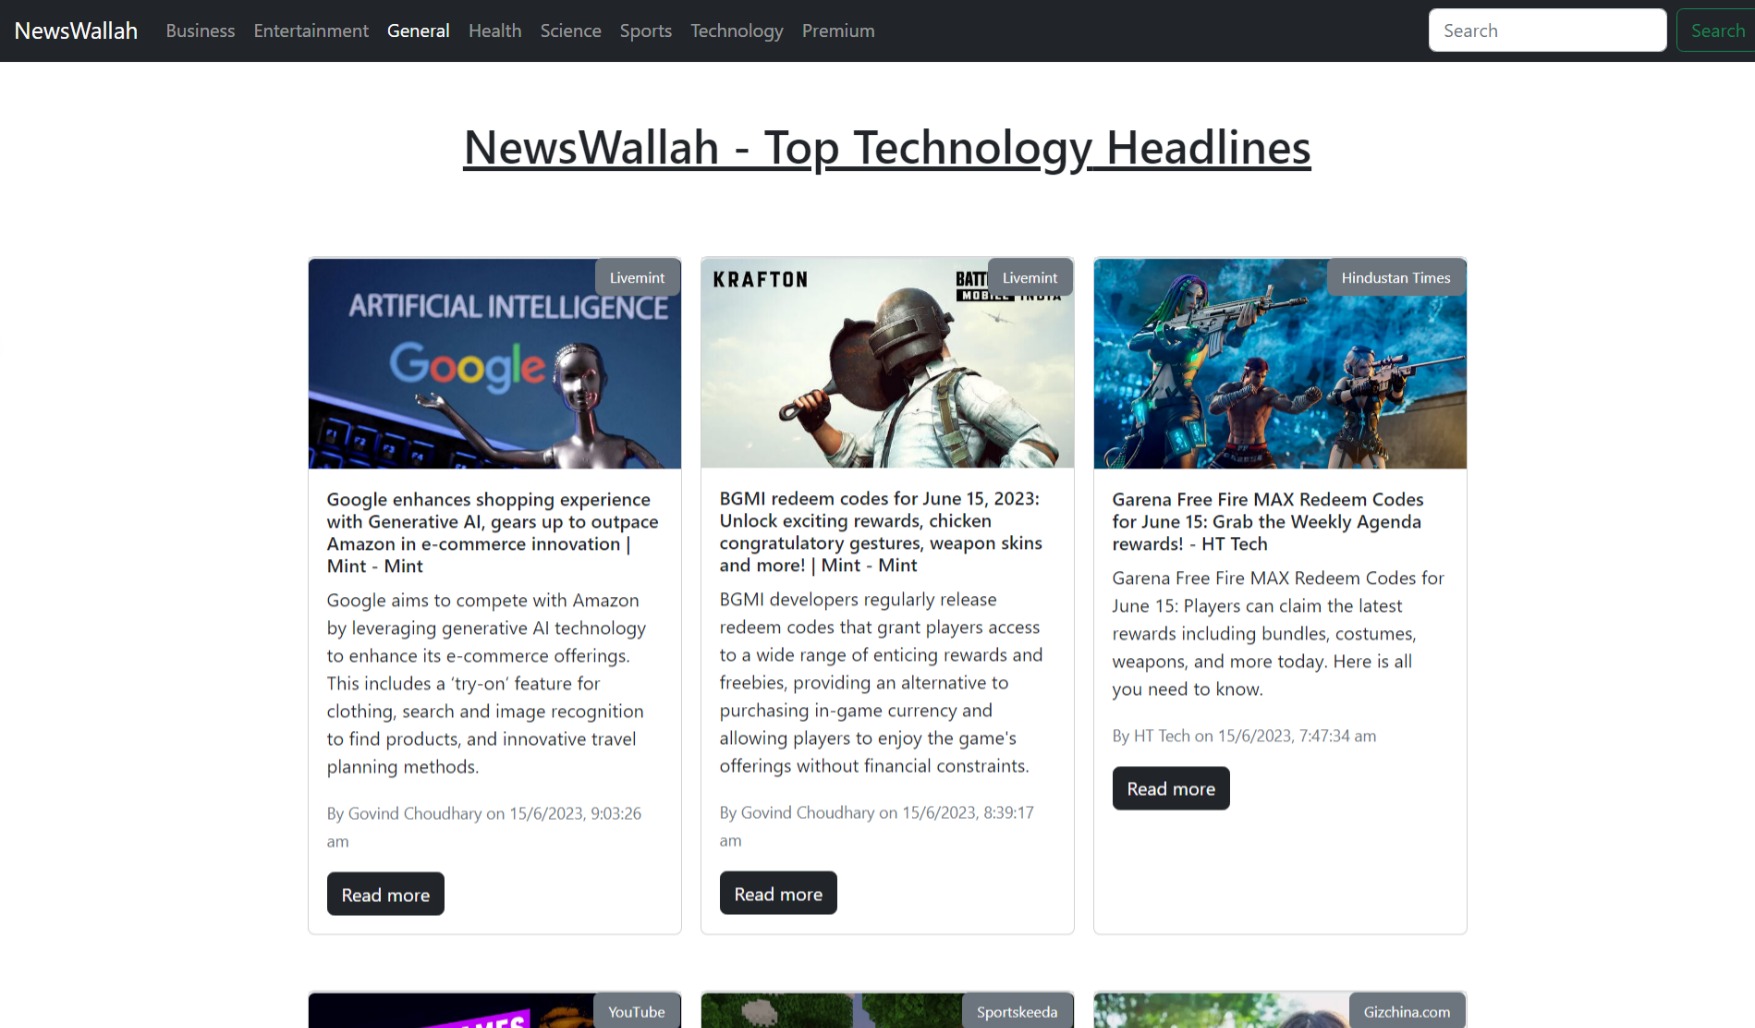 NewsWallah Business Entertainment General Health Science Sports Technology Premium Search Search
NewsWallah - Top Technology Headlines
Livemint
ARTIFICIAL INTELLIGENCE
Google
Google enhances shopping experience
with Generative AI, gears up to outpace
Amazon in e-commerce innovation |
Mint - Mint
Google aims to compete with Amazon
by leveraging generative AI technology
to enhance its e-commerce offerings.
This includes a ‘try-on’ feature for
clothing, search and image recognition
to find products, and innovative travel
planning methods.
By Govind Choudhary on 15/6/2023, 9:03:26
am
Read more
Livemint
KRAFTON
BATT
MOBILE INDIA
BGMI redeem codes for June 15, 2023:
Unlock exciting rewards, chicken
congratulatory gestures, weapon skins
and more! | Mint - Mint
BGMI developers regularly release
redeem codes that grant players access
to a wide range of enticing rewards and
freebies, providing an alternative to
purchasing in-game currency and
allowing players to enjoy the game's
offerings without financial constraints.
By Govind Choudhary on 15/6/2023, 8:39:17
am
Read more
Hindustan Times
Garena Free Fire MAX Redeem Codes
for June 15: Grab the Weekly Agenda
rewards! - HT Tech
Garena Free Fire MAX Redeem Codes for
June 15: Players can claim the latest
rewards including bundles, costumes,
weapons, and more today. Here is all
you need to know.
By HT Tech on 15/6/2023, 7:47:34 am
Read more
YouTube
Sportskeeda
Gizchina.com